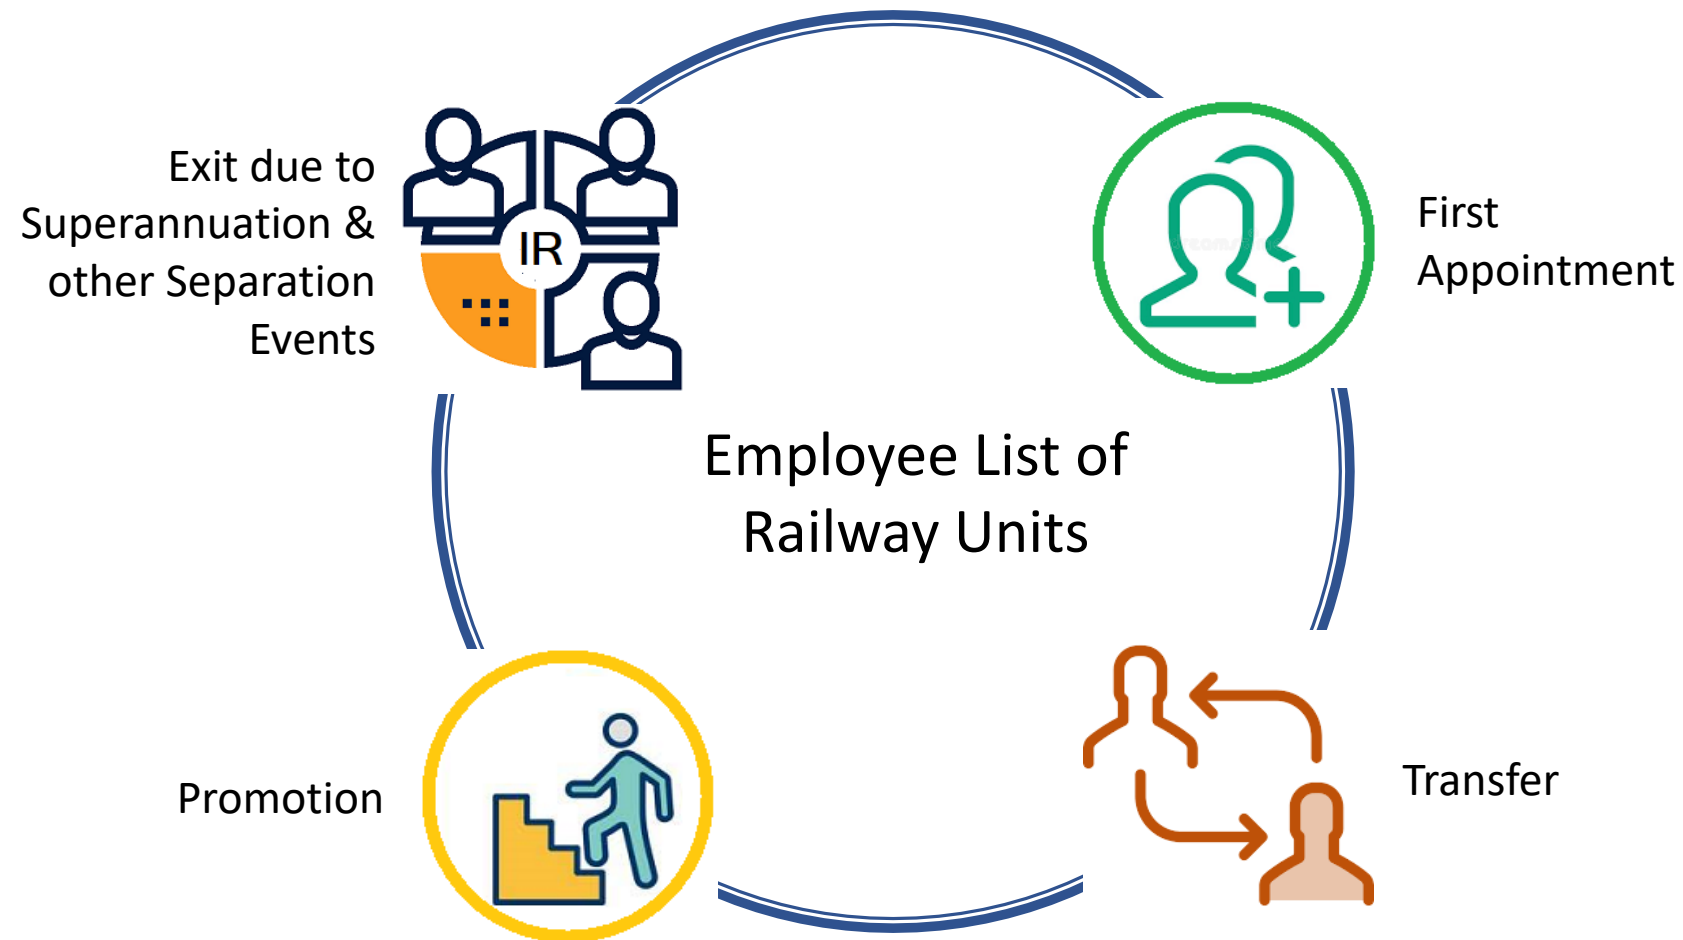 Exit due to
Superannuation &
other Separation
Events
IR
First
Appointment
Employee List of
Railway Units
Promotion
Transfer